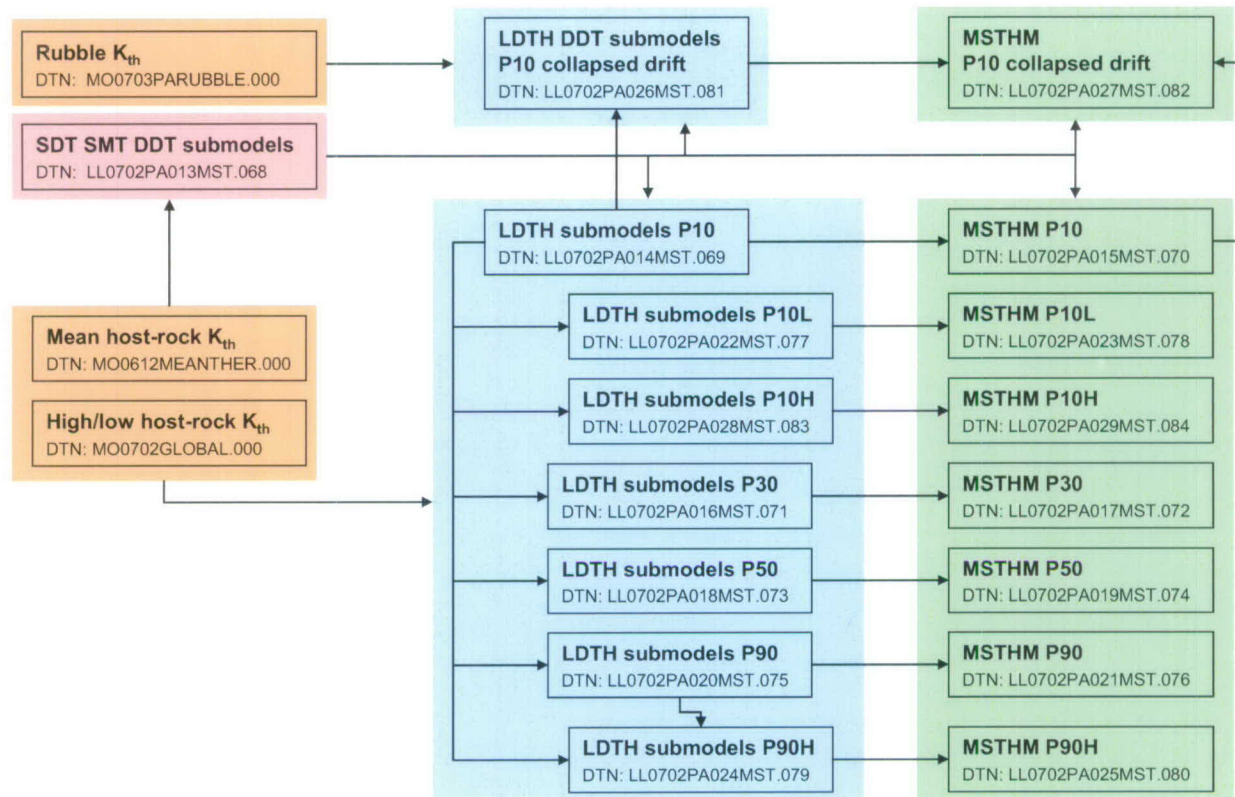 Rubble Kth
DTN: MO0703PARUBBLE.000
SDT SMT DDT submodels
DTN: LL0702PA013MST.068
Mean host-rock Kth
DTN: MO0612MEANTHER.000
High/low host-rock Kth
DTN: MO0702GLOBAL.000
LDTH DDT submodels
P10 collapsed drift
DTN: LL0702PA026MST.081
LDTH submodels P10
DTN: LL0702PA014MST.069
LDTH submodels P10L
DTN: LL0702PA022MST.077
LDTH submodels P10H
DTN: LL0702PA028MST.083
LDTH submodels P30
DTN: LL0702PA016MST.071
LDTH submodels P50
DTN: LL0702PA018MST.073
LDTH submodels P90
DTN: LL0702PA020MST.075
LDTH submodels P90H
DTN: LL0702PA024MST.079
MSTHM
P10 collapsed drift
DTN: LL0702PA027MST.082
MSTHM P10
DTN: LL0702PA015MST.070
MSTHM P10L
DTN: LL0702PA023MST.078
MSTHM P10H
DTN: LL0702PA029MST.084
MSTHM P30
DTN: LL0702PA017MST.072
MSTHM P50
DTN: LL0702PA019MST.074
MSTHM P90
DTN: LL0702PA021MST.076
MSTHM P90H
DTN: LL0702PA025MST.080